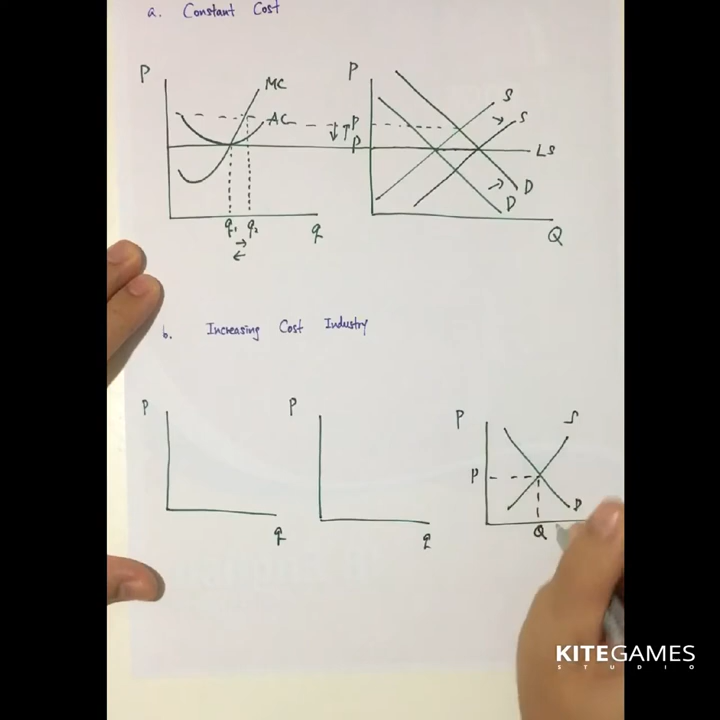 a. Constant Cost
P
MC
AC
q₁ q₂
q
P
P
P
S
S
LS
D
D
Q
b. Increasing Cost Industry
P
q
P
q
P
P
S
D
Q
KITEGAMES
STUDIO